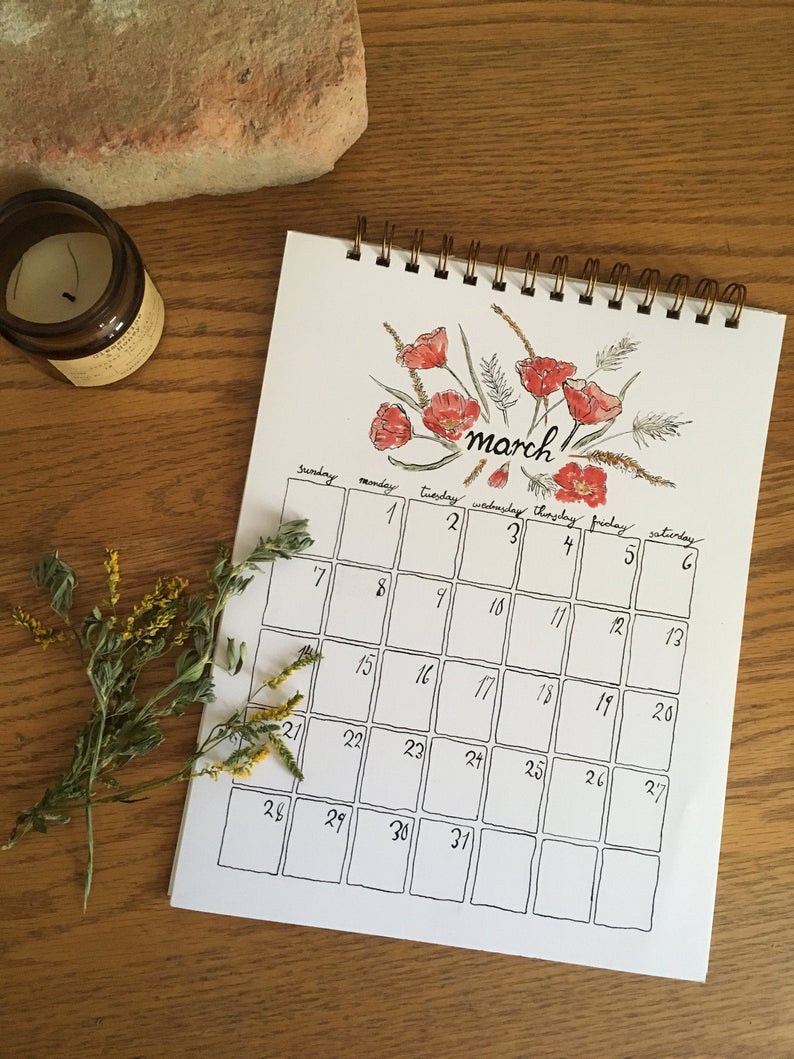 march
sunday monday tuesday wednesday thursday friday saturday
1 2 3 4 5 6
7 8 9 10 11 12 13
14 15 16 17 18 19 20
21 22 23 24 25 26 27
28 29 30 31